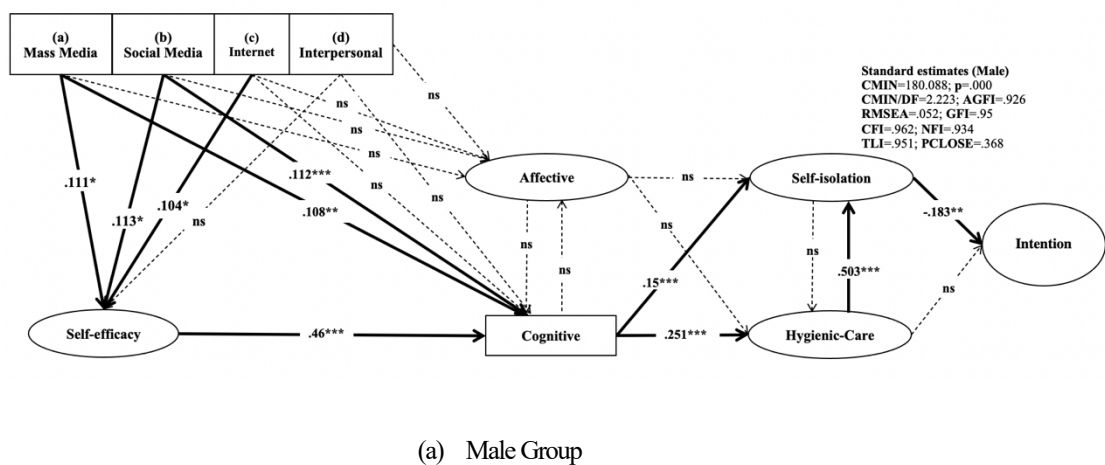 (a)
Mass Media
(b)
Social Media
(c)
Internet
(d)
Interpersonal
Standard estimates (Male)
CMIN=180.088; p=.000
CMIN/DF=2.223; AGFI=.926
RMSEA=.052; GFI=.95
CFI=.962; NFI=.934
TLI=.951; PCLOSE=.368
ns
ns
ns
ns
ns
ns
ns
.112***
.108**
.111*
.113*
.104*
ns
Affective
ns
Self-isolation
-.183**
Intention
ns
ns
ns
ns
.15***
.503***
ns
Self-efficacy
.46***
Cognitive
.251***
Hygienic-Care
(a) Male Group